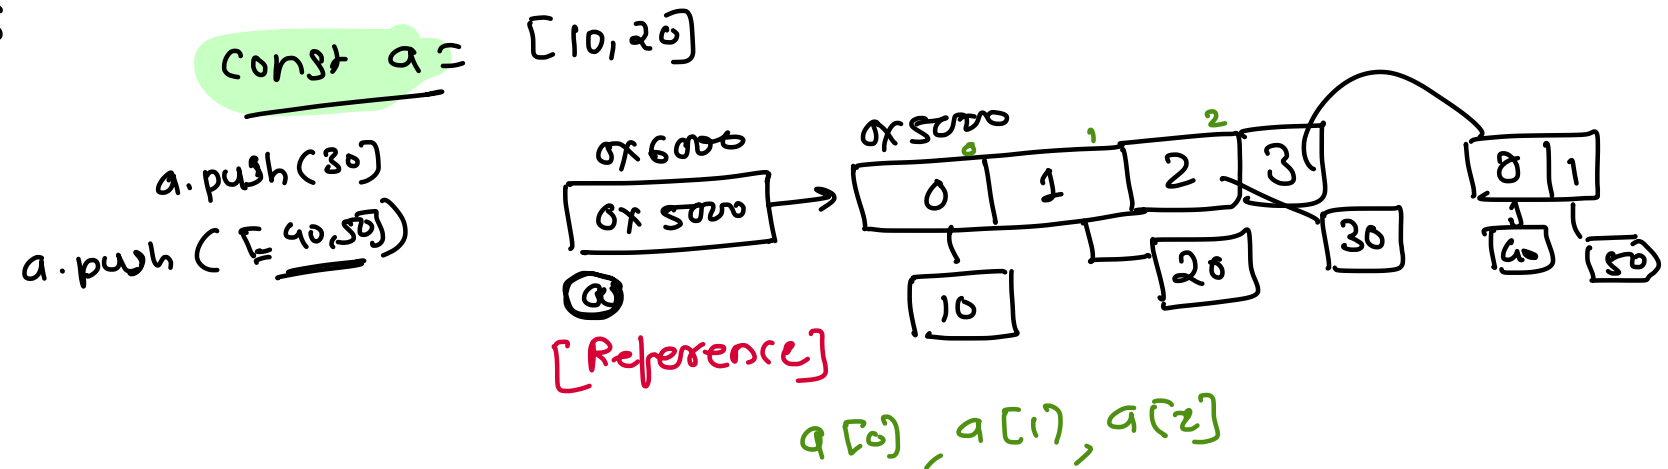 const a = [10,20]
a.push(30)
a.push([40,50])
0x6000
0x5000
0x5000
a
[Reference]
0 1 2
0 1 2 3
10
20
30
0 1
40
50
a[0], a[1], a[2]